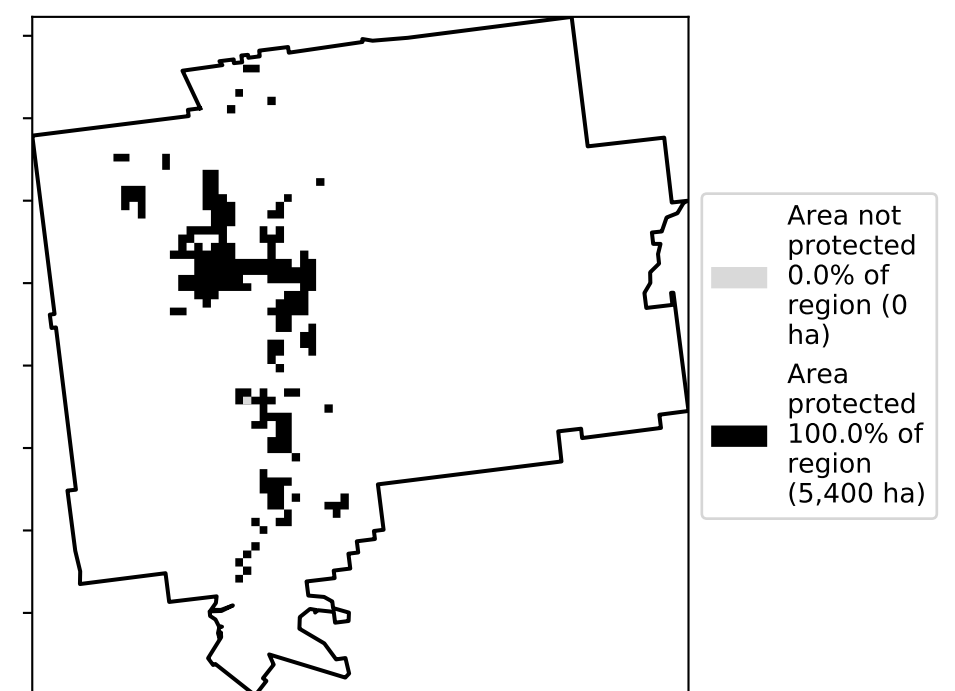 Area not
protected
0.0% of
region (0
ha)
Area
protected
100.0% of
region
(5,400 ha)